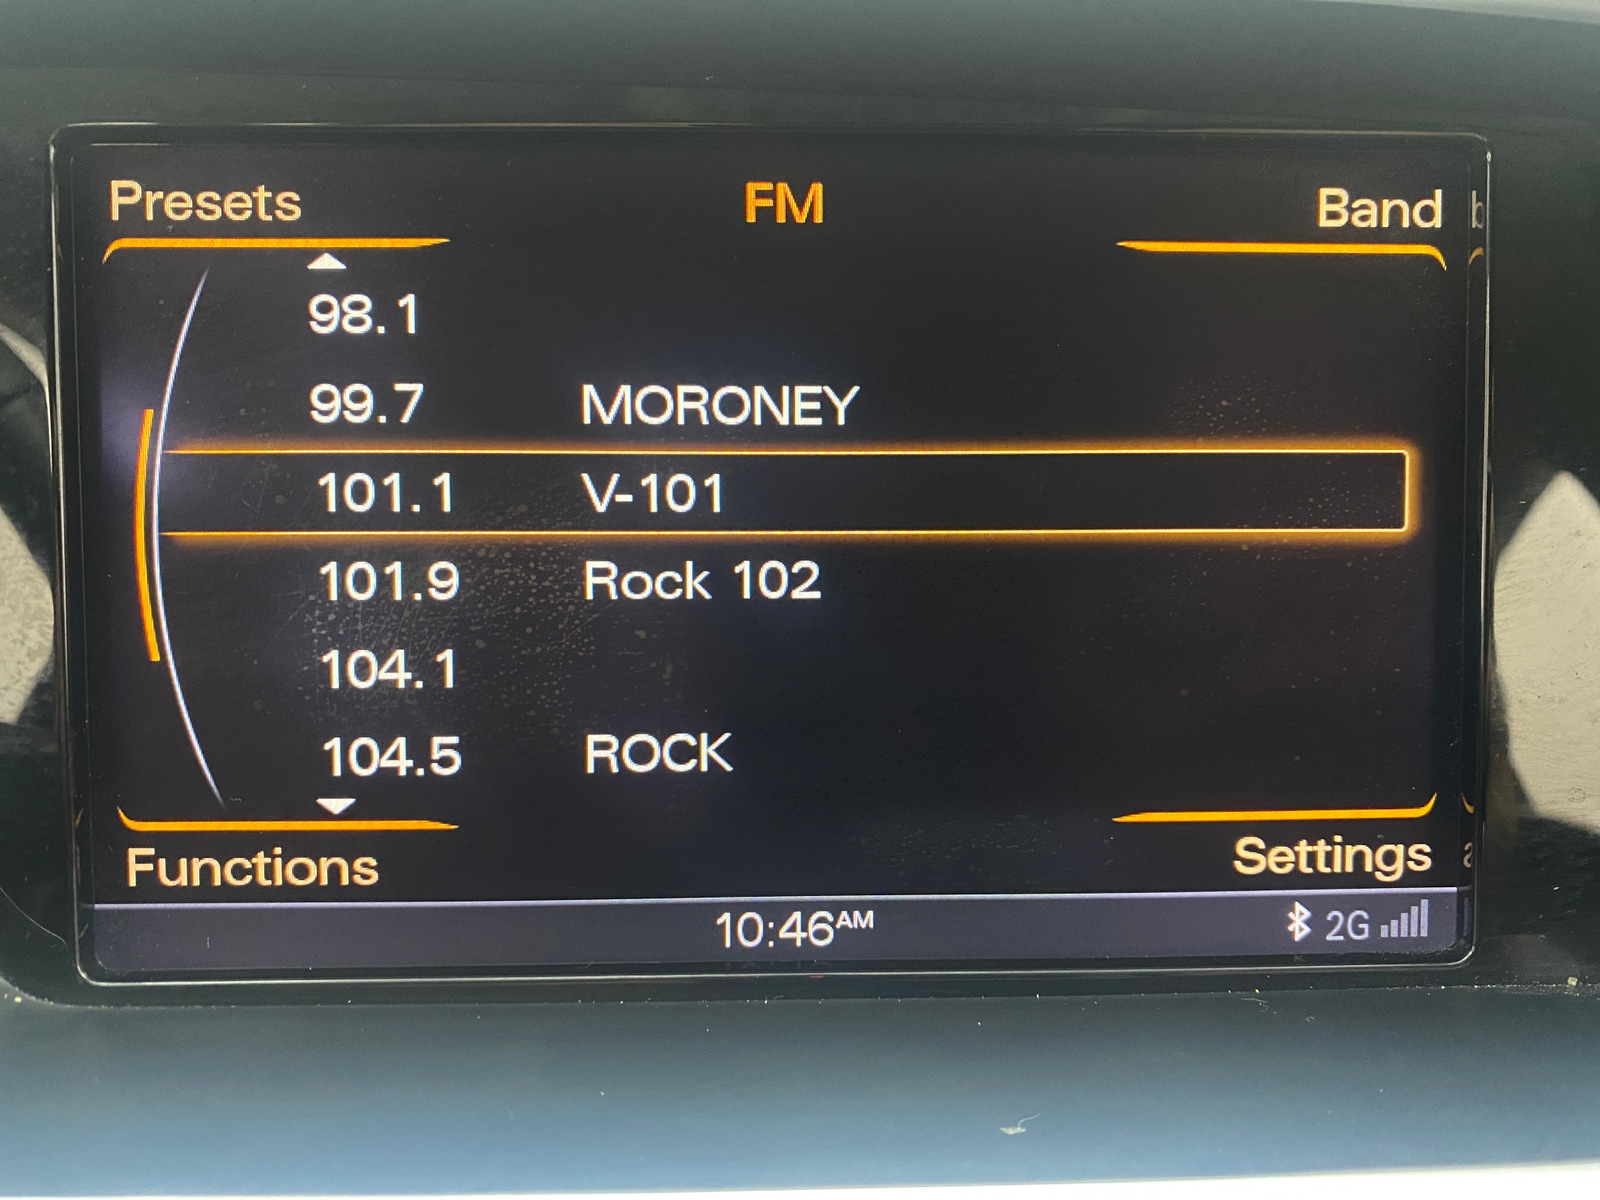 Presets FM Band
98.1
99.7 MORONEY
101.1 V-101
101.9 Rock 102
104.1
104.5 ROCK
Functions Settings
10:46AM 2G